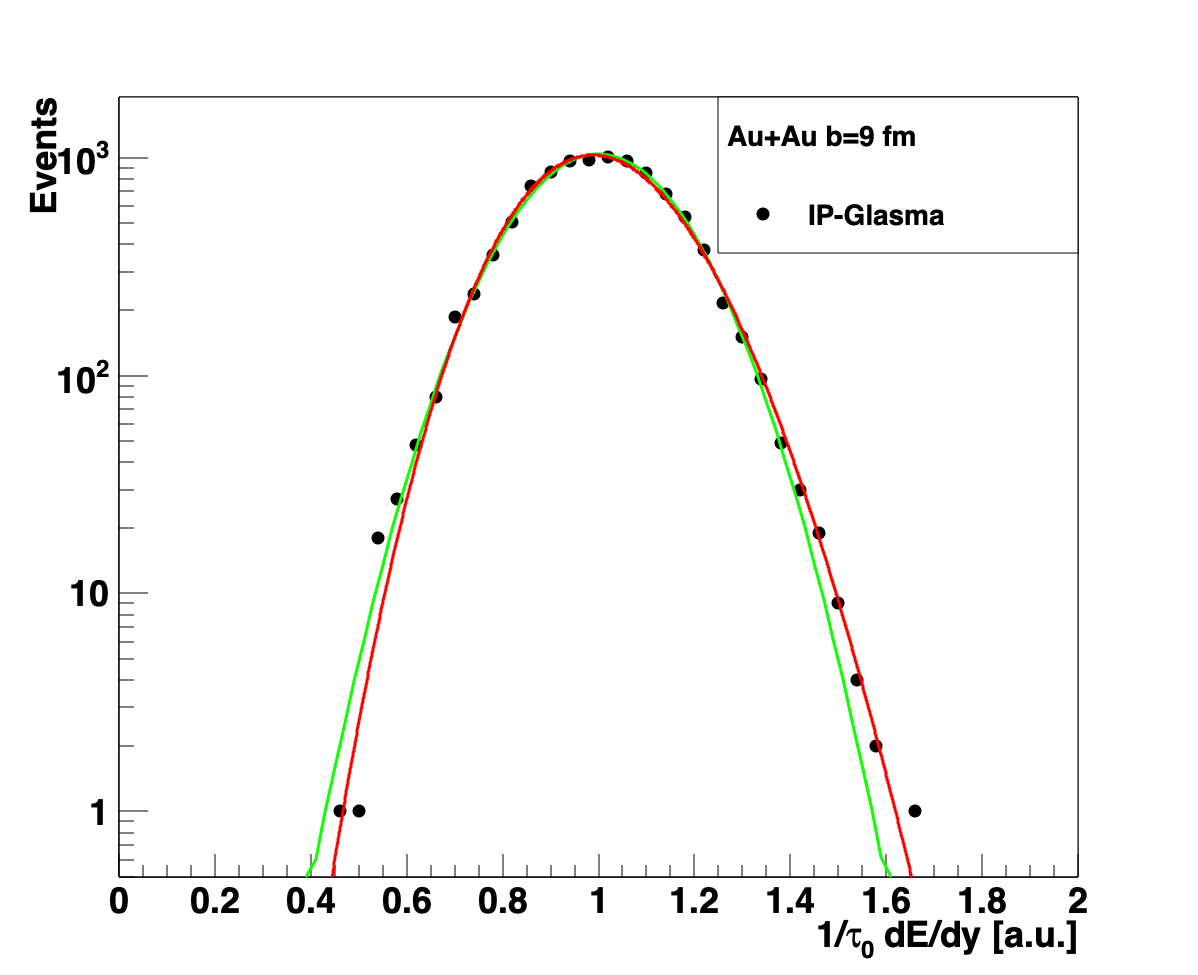 Events
10³
10²
10
1
Au+Au b=9 fm
IP-Glasma
0 0.2 0.4 0.6 0.8 1 1.2 1.4 1.6 1.8 2
1/τ₀ dE/dy [a.u.]